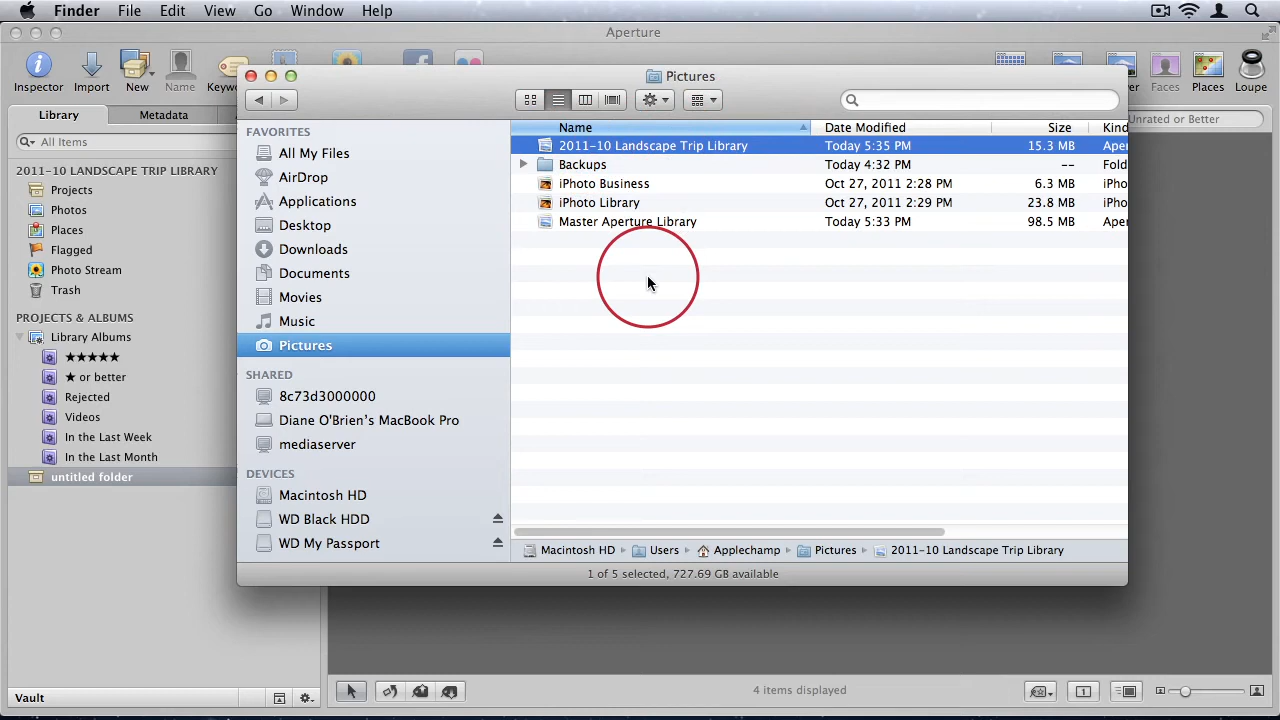 Finder File Edit View Go Window Help
Aperture
Inspector Import New Name Faces Places Loupe
Library Metadata
All Items
Unrated or Better
2011-10 LANDSCAPE TRIP LIBRARY
Projects
Photos
Places
Flagged
Photo Stream
Trash
PROJECTS & ALBUMS
Library Albums
★★★★★
★ or better
Rejected
Videos
In the Last Week
In the Last Month
untitled folder
Vault
Pictures
FAVORITES
All My Files
AirDrop
Applications
Desktop
Downloads
Documents
Movies
Music
Pictures
SHARED
8c73d3000000
Diane O'Brien's MacBook Pro
mediaserver
DEVICES
Macintosh HD
WD Black HDD
WD My Passport
Name Date Modified Size Kind
2011-10 Landscape Trip Library Today 5:35 PM 15.3 MB Aper
Backups Today 4:32 PM -- Fold
iPhoto Business Oct 27, 2011 2:28 PM 6.3 MB iPho
iPhoto Library Oct 27, 2011 2:29 PM 23.8 MB iPho
Master Aperture Library Today 5:33 PM 98.5 MB Aper
Macintosh HD Users Applechamp Pictures 2011-10 Landscape Trip Library
1 of 5 selected, 727.69 GB available
4 items displayed
1